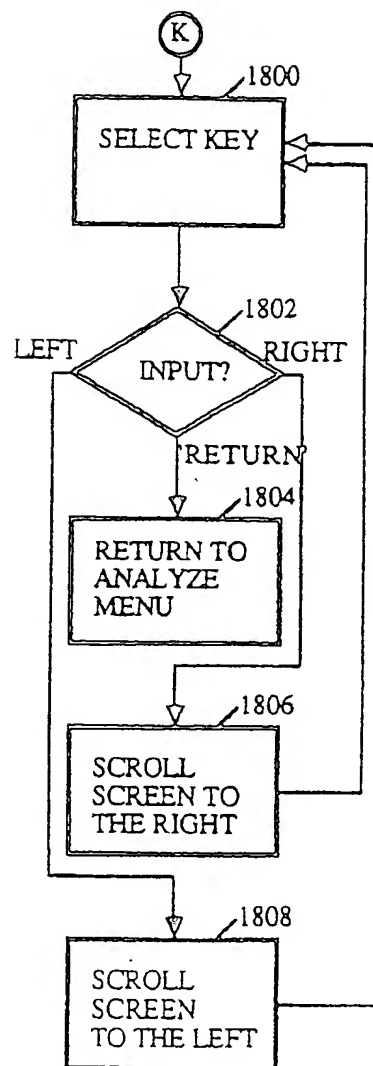 K
1800
SELECT KEY
1802
LEFT
RIGHT
INPUT?
'RETURN'
1804
RETURN TO
ANALYZE
MENU
1806
SCROLL
SCREEN TO
THE RIGHT
1808
SCROLL
SCREEN
TO THE LEFT